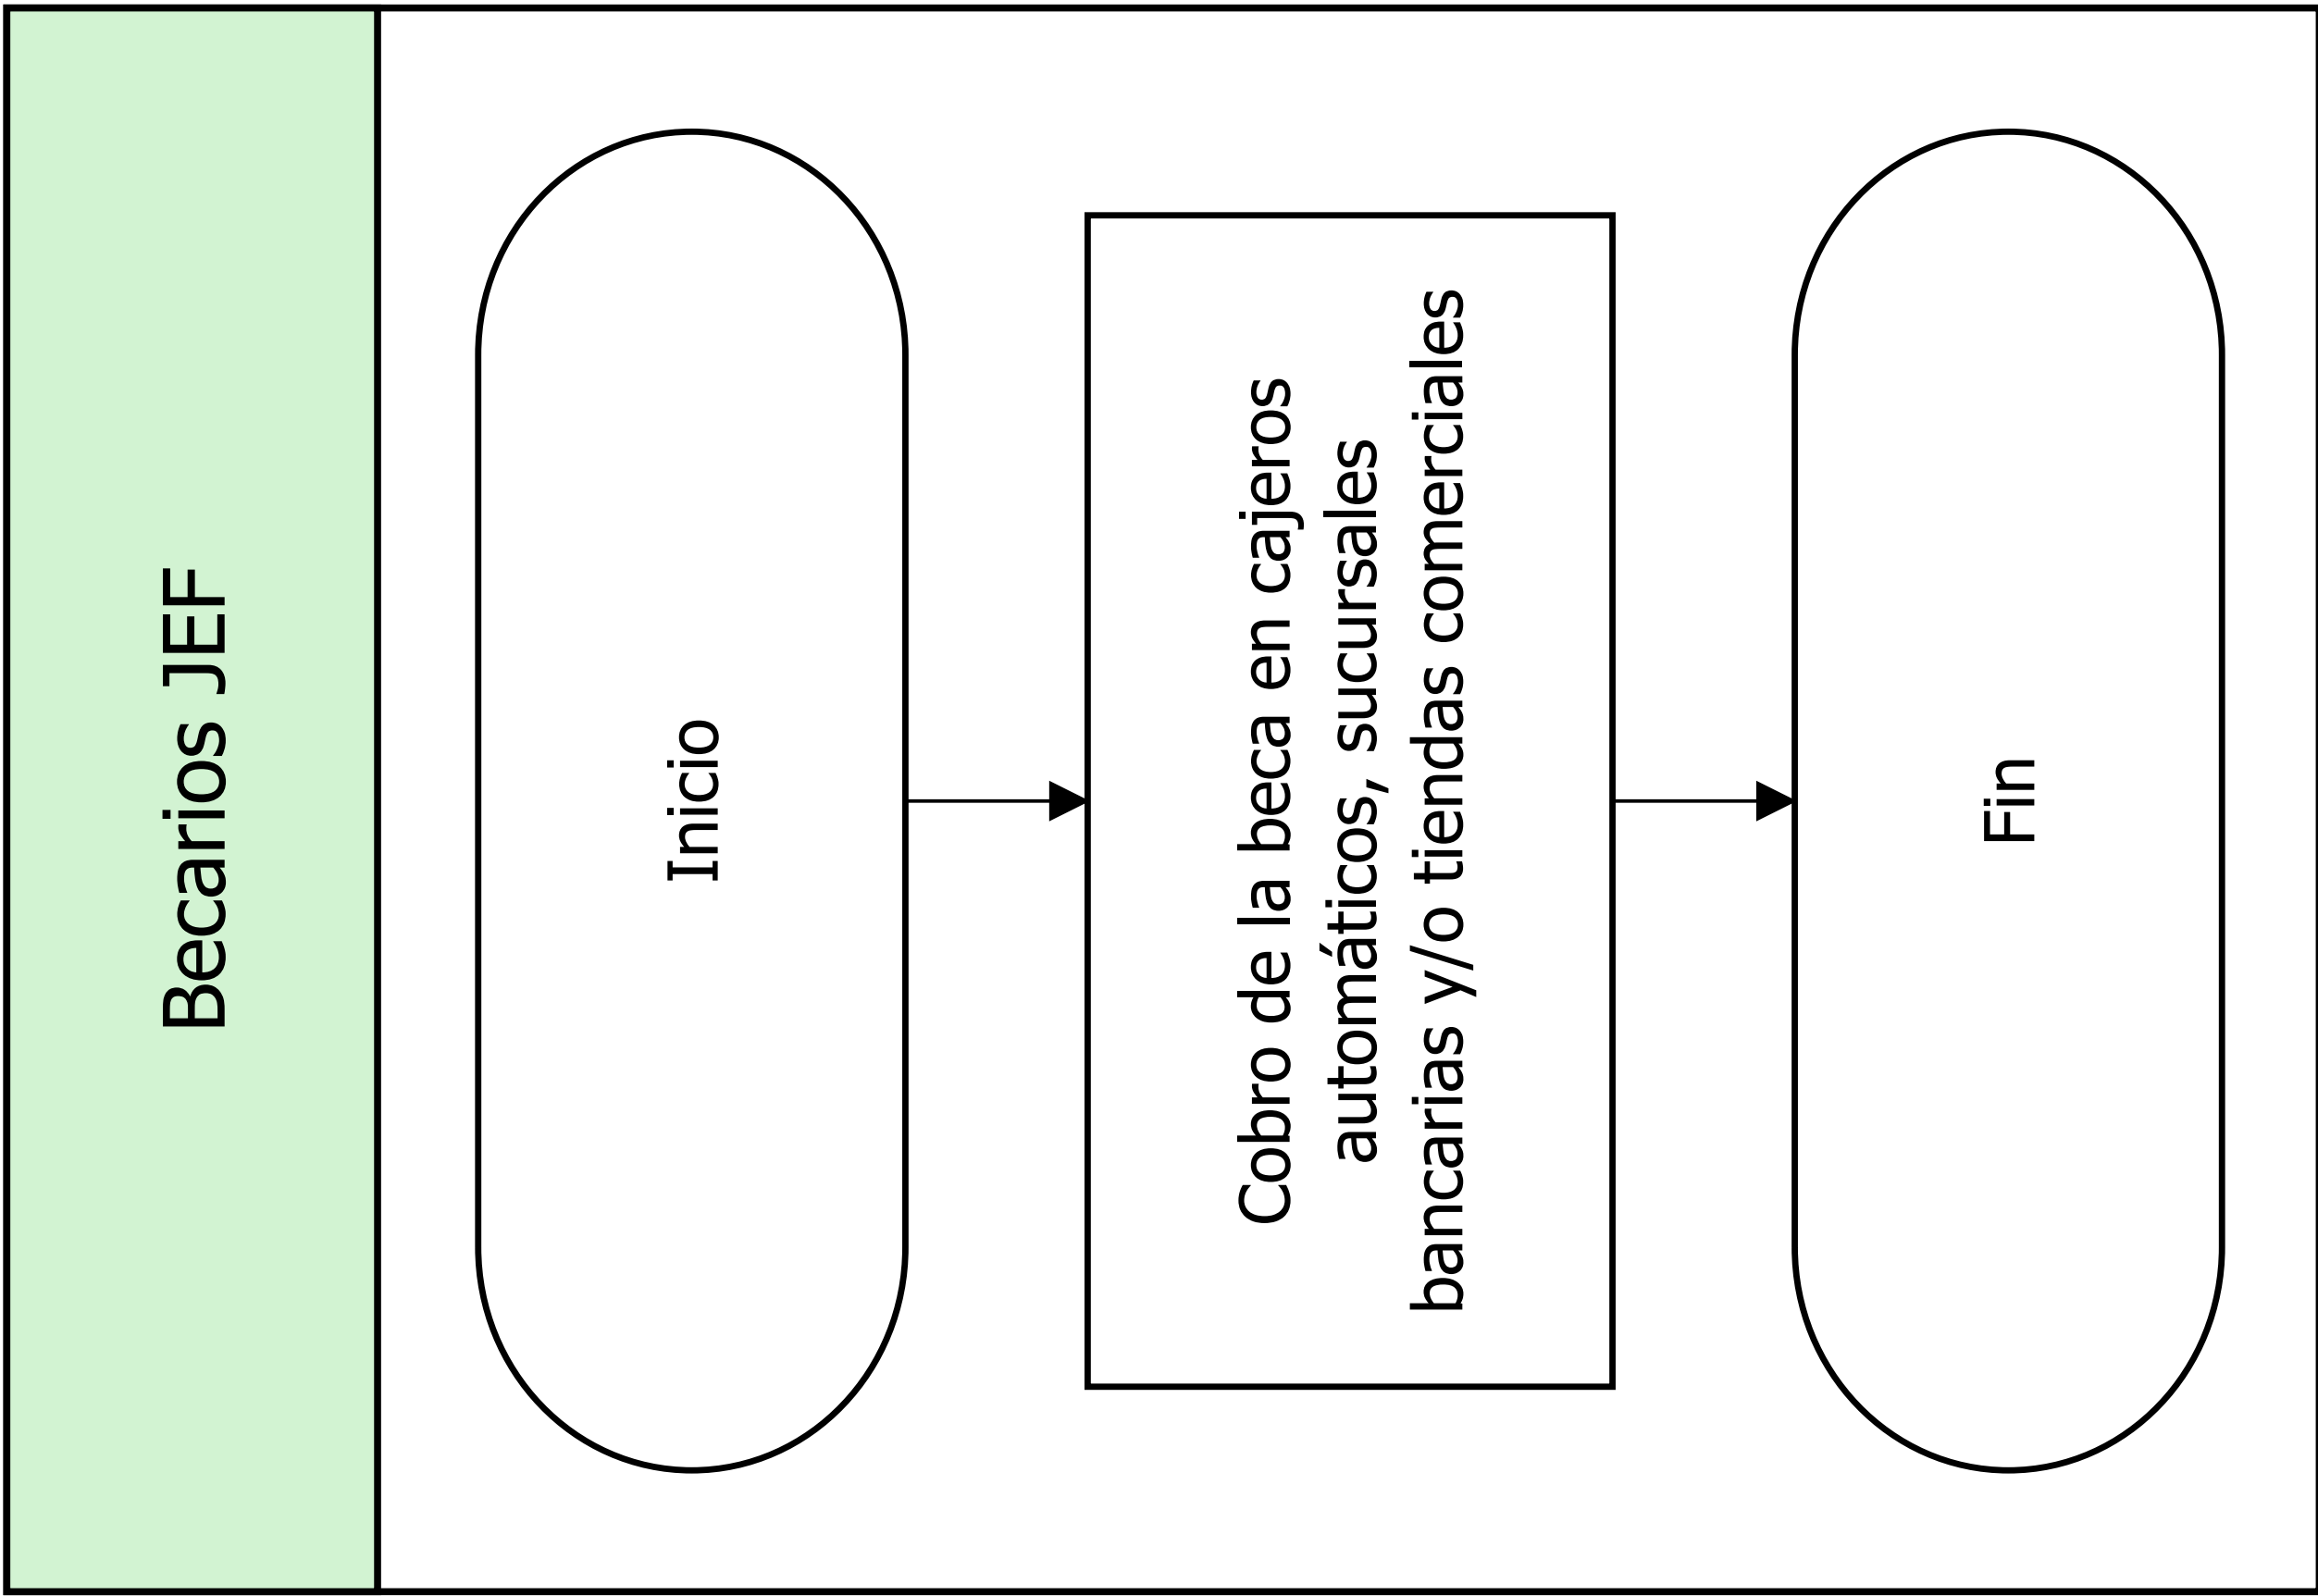 Becarios JEF
Inicio
Cobro de la beca en cajeros
automáticos, sucursales
bancarias y/o tiendas comerciales
Fin